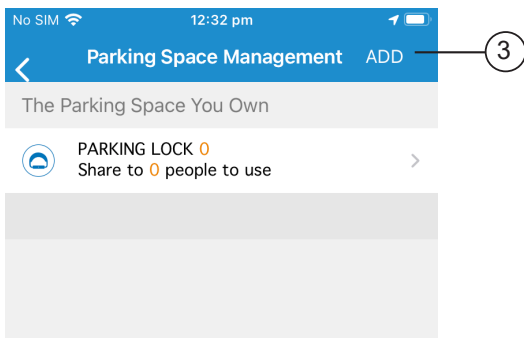 No SIM 12:32 pm
Parking Space Management ADD
3
The Parking Space You Own
PARKING LOCK 0
Share to 0 people to use